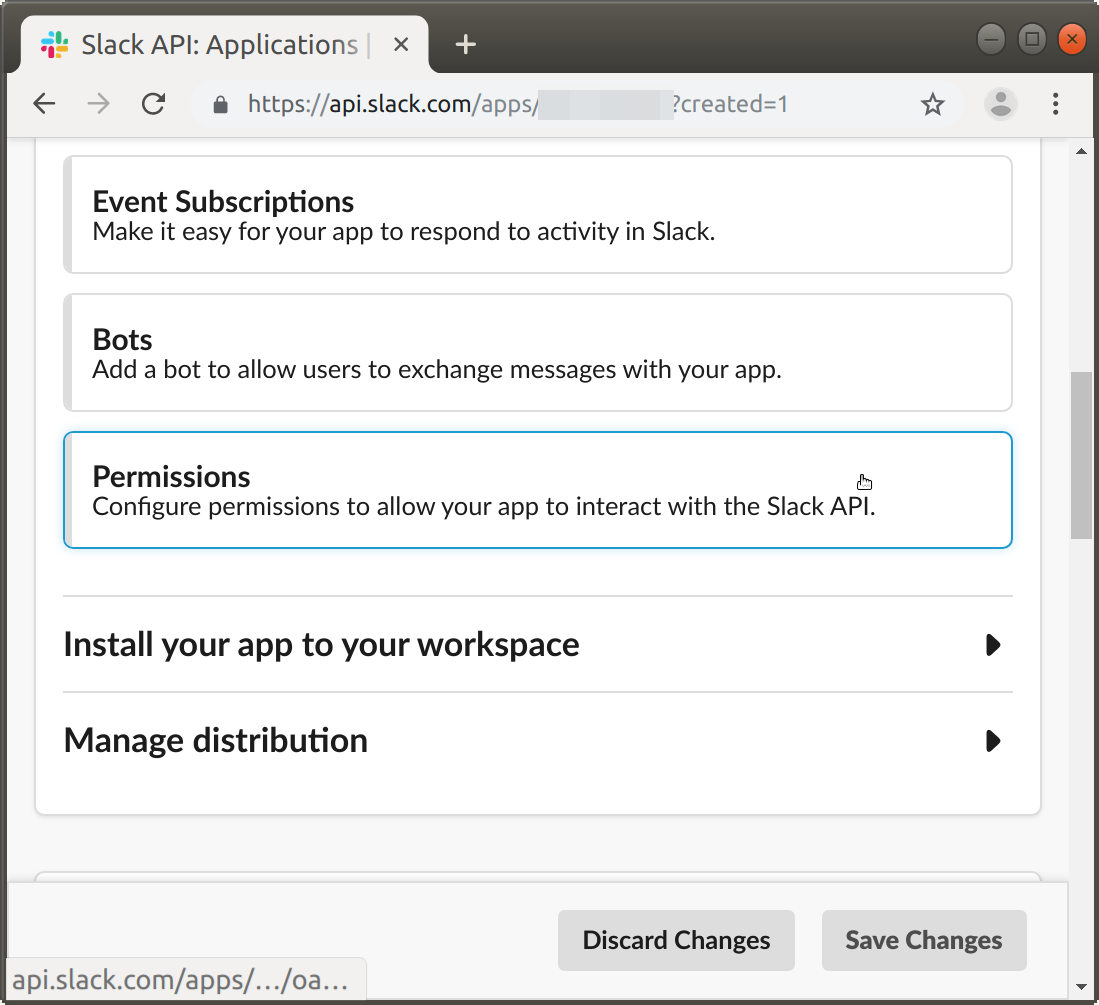 Slack API: Applications |
https://api.slack.com/apps/ ?created=1
Event Subscriptions
Make it easy for your app to respond to activity in Slack.
Bots
Add a bot to allow users to exchange messages with your app.
Permissions
Configure permissions to allow your app to interact with the Slack API.
Install your app to your workspace
Manage distribution
Discard Changes
Save Changes
api.slack.com/apps/…/oa…